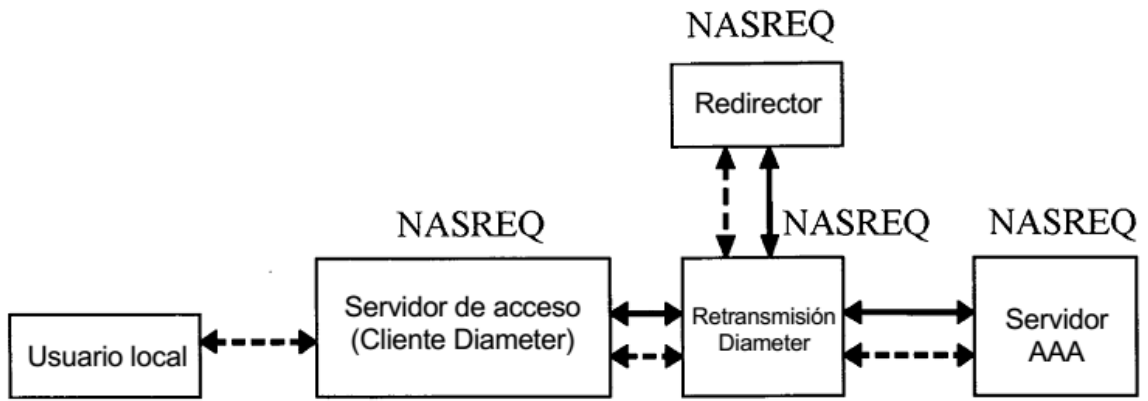 NASREQ
Redirector
NASREQ
NASREQ
NASREQ
Usuario local
Servidor de acceso
(Cliente Diameter)
Retransmisión
Diameter
Servidor
AAA